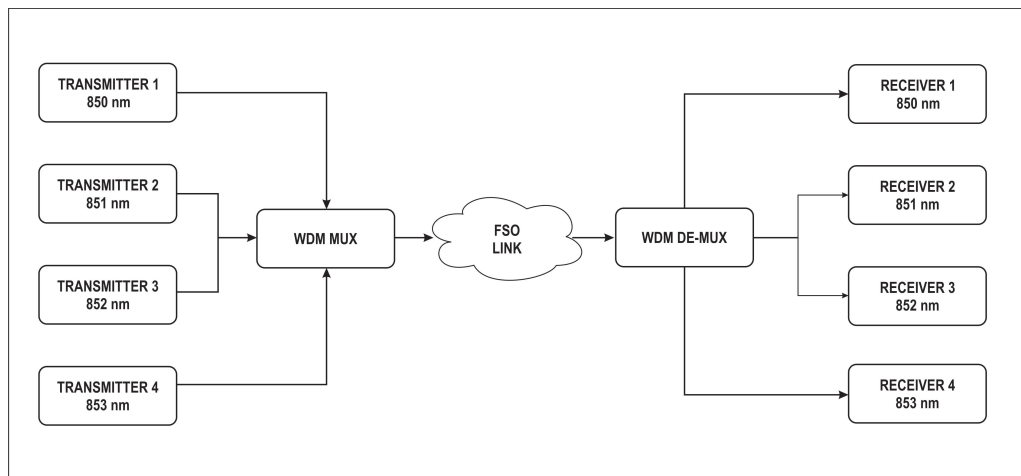 TRANSMITTER 1
850 nm
TRANSMITTER 2
851 nm
TRANSMITTER 3
852 nm
TRANSMITTER 4
853 nm
WDM MUX
FSO
LINK
WDM DE-MUX
RECEIVER 1
850 nm
RECEIVER 2
851 nm
RECEIVER 3
852 nm
RECEIVER 4
853 nm